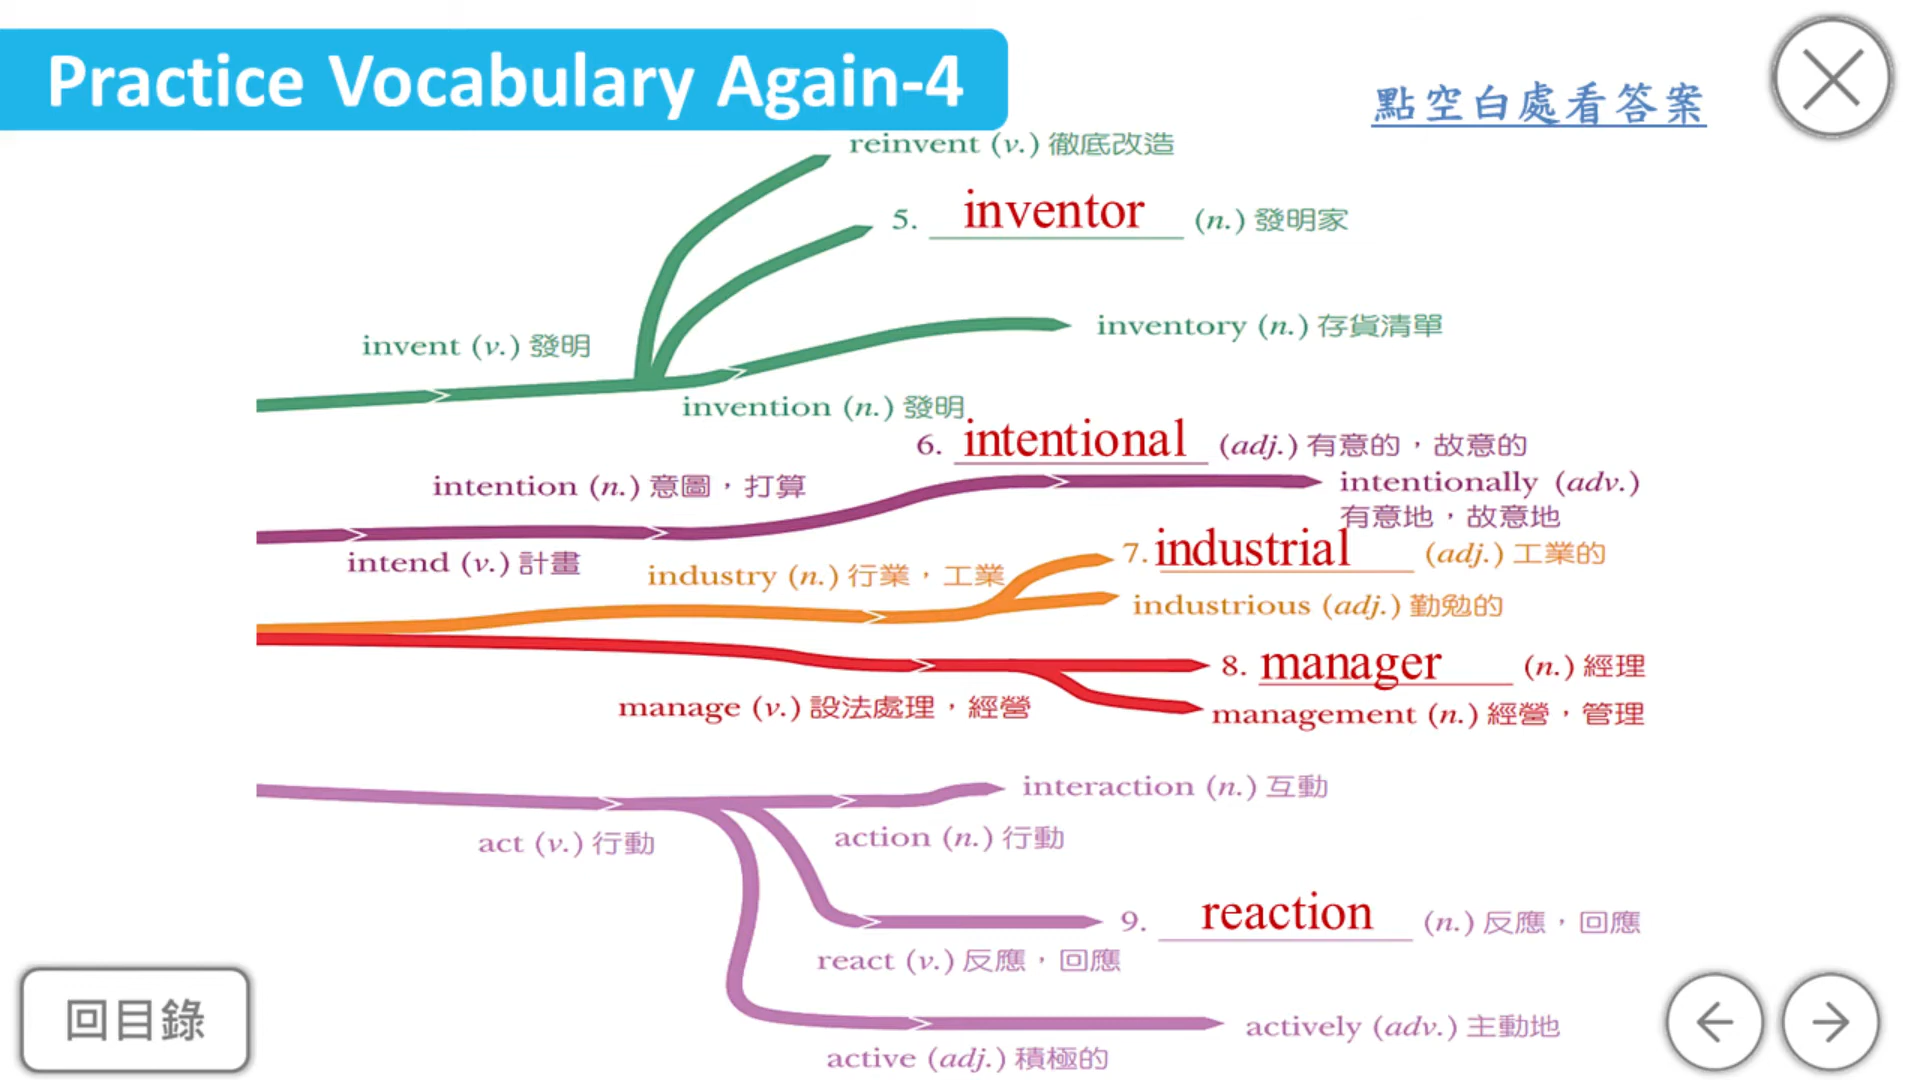 Practice Vocabulary Again-4
點空白處看答案
reinvent (v.) 徹底改造
5. inventor (n.) 發明家
inventory (n.) 存貨清單
invent (v.) 發明
invention (n.) 發明
6. intentional (adj.) 有意的，故意的
intention (n.) 意圖，打算
intentionally (adv.)
有意地，故意地
intend (v.) 計畫
7. industrial (adj.) 工業的
industry (n.) 行業，工業
industrious (adj.) 勤勉的
8. manager (n.) 經理
manage (v.) 設法處理，經營
management (n.) 經營，管理
interaction (n.) 互動
act (v.) 行動
action (n.) 行動
9. reaction (n.) 反應，回應
react (v.) 反應，回應
actively (adv.) 主動地
active (adj.) 積極的
回目錄